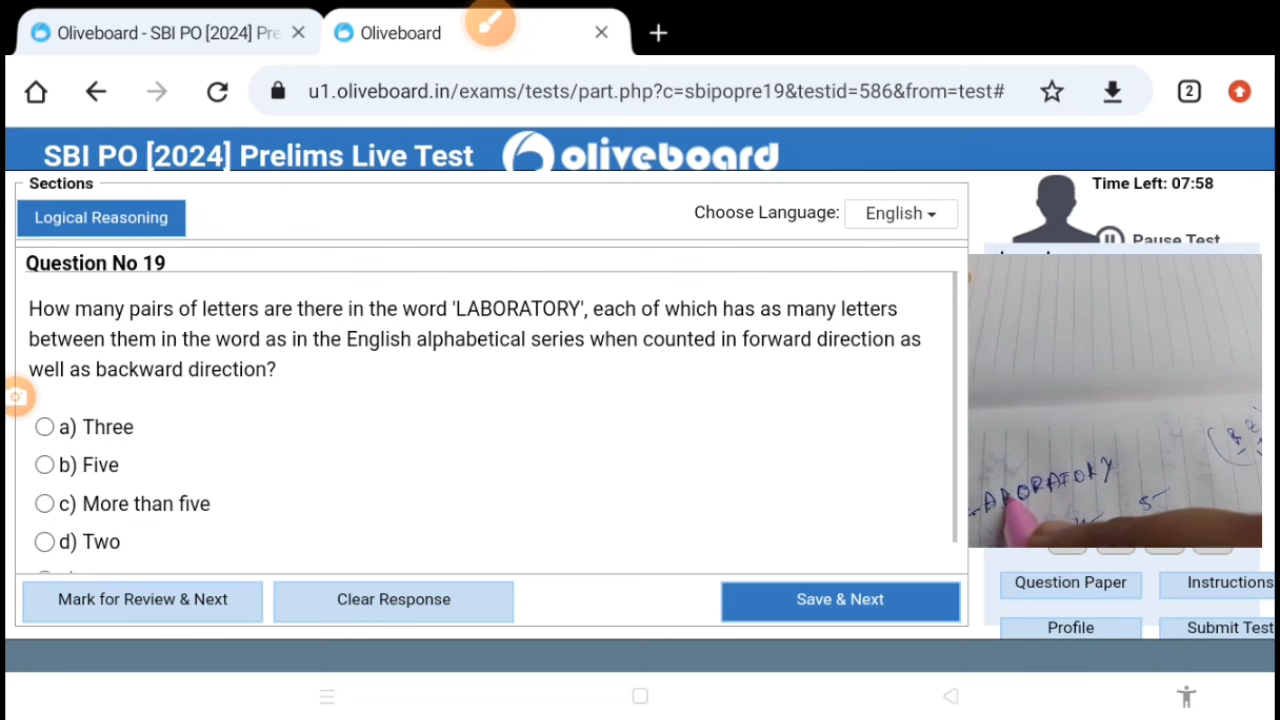 Oliveboard - SBI PO [2024] Pre
Oliveboard
u1.oliveboard.in/exams/tests/part.php?c=sbipopre19&testid=586&from=test#
2
SBI PO [2024] Prelims Live Test
oliveboard
Sections
Logical Reasoning
Choose Language:
English
Time Left: 07:58
Pause Test
Question No 19
How many pairs of letters are there in the word 'LABORATORY', each of which has as many letters
between them in the word as in the English alphabetical series when counted in forward direction as
well as backward direction?
a) Three
b) Five
c) More than five
d) Two
LABORATORY
Mark for Review & Next
Clear Response
Save & Next
Question Paper
Instructions
Profile
Submit Test